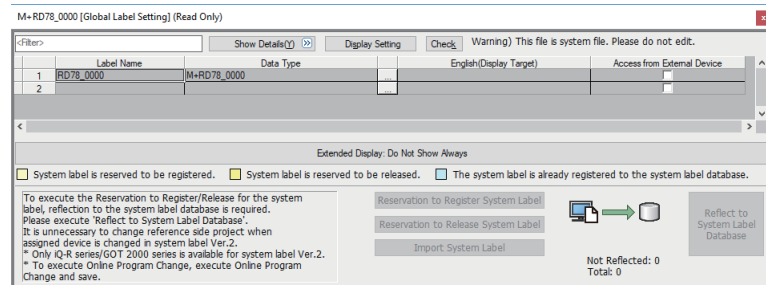 M+RD78_0000 [Global Label Setting] (Read Only)
x
<Filter>
Show Details(Y)
Display Setting
Check
Warning) This file is system file. Please do not edit.
Label Name Data Type English(Display Target) Access from External Device
1 RD78_0000 M+RD78_0000 ...
2 ...
Extended Display: Do Not Show Always
System label is reserved to be registered. System label is reserved to be released. The system label is already registered to the system label database.
To execute the Reservation to Register/Release for the system
label, reflection to the system label database is required.
Please execute 'Reflect to System Label Database'.
It is unnecessary to change reference side project when
assigned device is changed in system label Ver.2.
* Only iQ-R series/GOT 2000 series is available for system label Ver.2.
* To execute Online Program Change, execute Online Program
Change and save.
Reservation to Register System Label
Reservation to Release System Label
Import System Label
Not Reflected: 0
Total: 0
Reflect to
System Label
Database